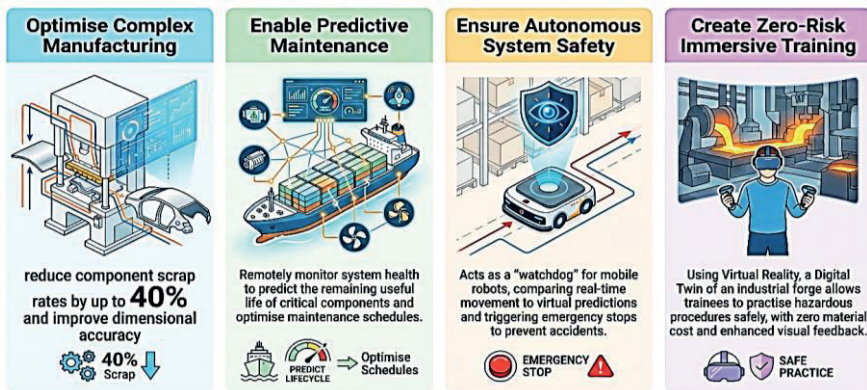 Optimise Complex
Manufacturing
reduce component scrap
rates by up to 40%
and improve dimensional
accuracy
40%
Scrap
Enable Predictive
Maintenance
Remotely monitor system health
to predict the remaining useful
life of critical components and
optimise maintenance schedules.
PREDICT
LIFECYCLE
Optimise
Schedules
Ensure Autonomous
System Safety
Acts as a "watchdog" for mobile
robots, comparing real-time
movement to virtual predictions
and triggering emergency stops
to prevent accidents.
EMERGENCY
STOP
Create Zero-Risk
Immersive Training
Using Virtual Reality, a Digital
Twin of an industrial forge allows
trainees to practise hazardous
procedures safely, with zero material
cost and enhanced visual feedback.
SAFE
PRACTICE